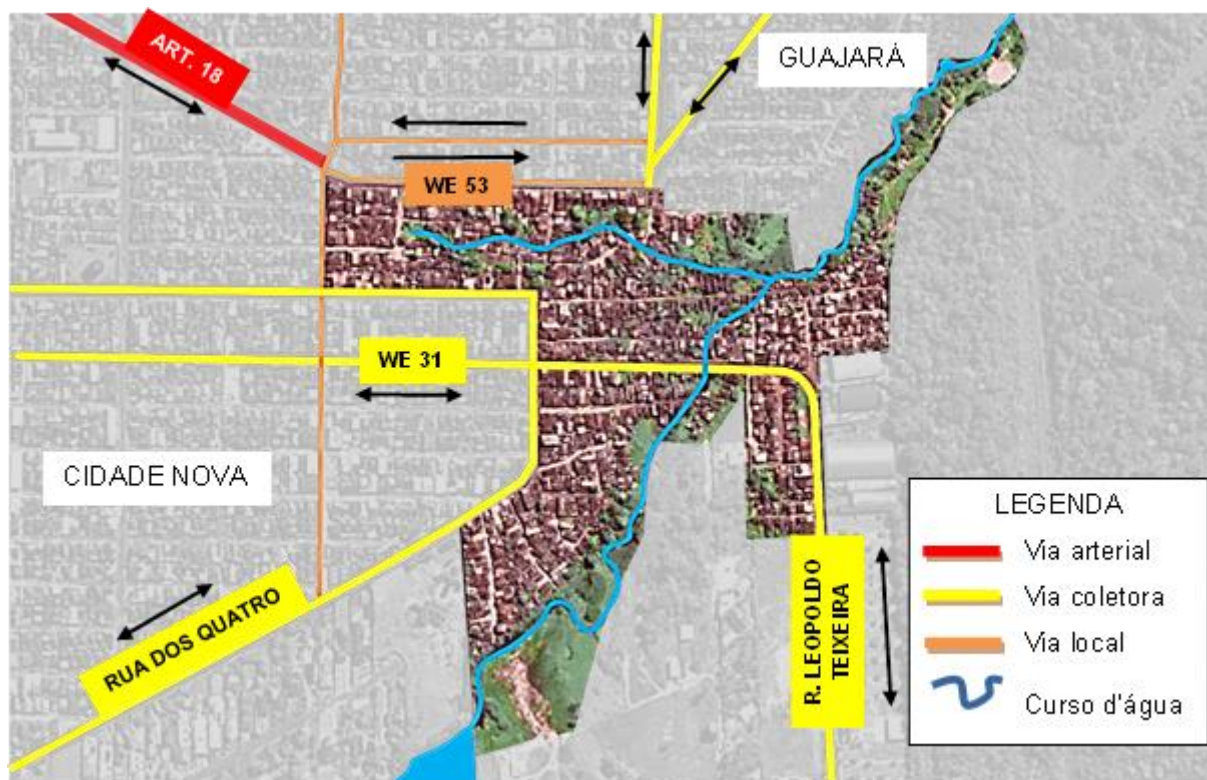 ART. 18
GUAJARÁ
WE 53
WE 31
CIDADE NOVA
RUA DOS QUATRO
R. LEOPOLDO
TEIXEIRA
LEGENDA
Via arterial
Via coletora
Via local
Curso d'água